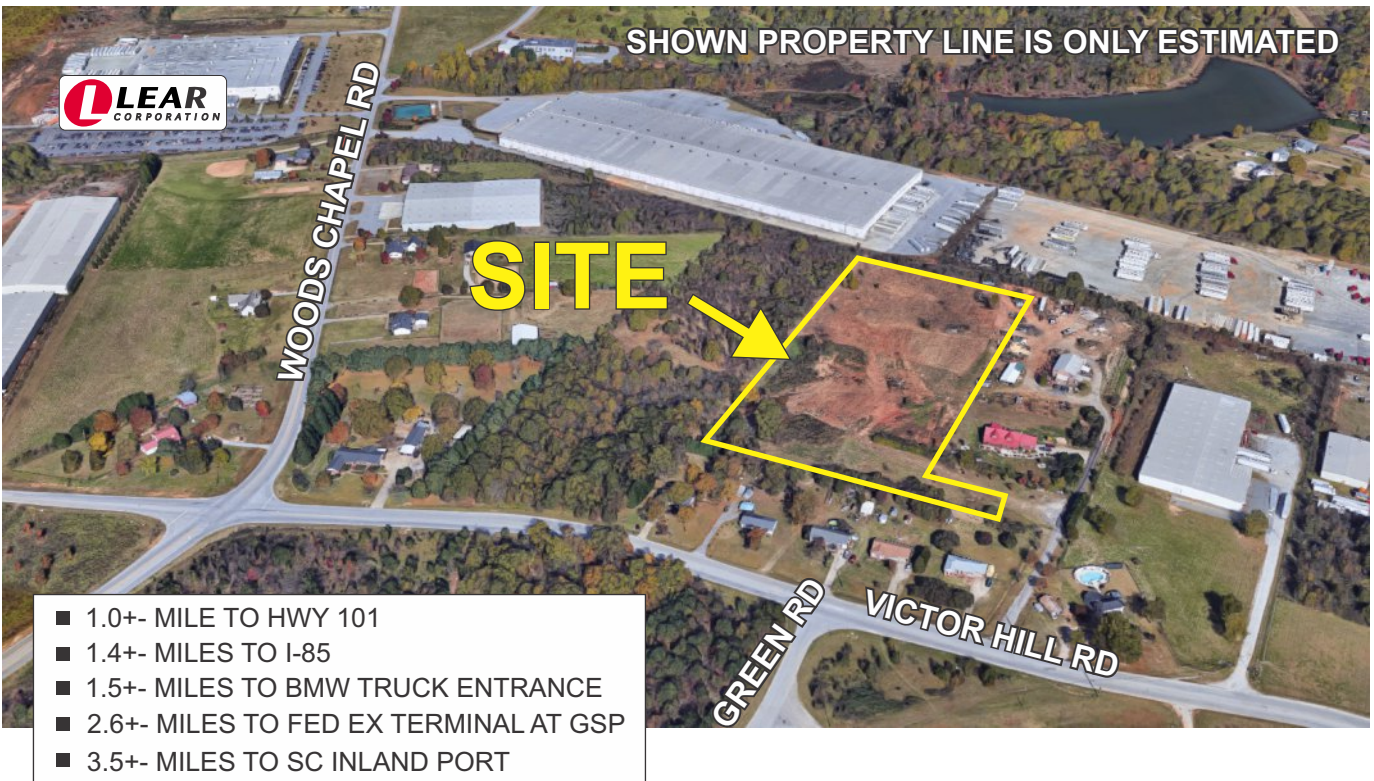 SHOWN PROPERTY LINE IS ONLY ESTIMATED
LEAR
CORPORATION
WOODS CHAPEL RD
SITE
GREEN RD
VICTOR HILL RD
■ 1.0+- MILE TO HWY 101
■ 1.4+- MILES TO I-85
■ 1.5+- MILES TO BMW TRUCK ENTRANCE
■ 2.6+- MILES TO FED EX TERMINAL AT GSP
■ 3.5+- MILES TO SC INLAND PORT